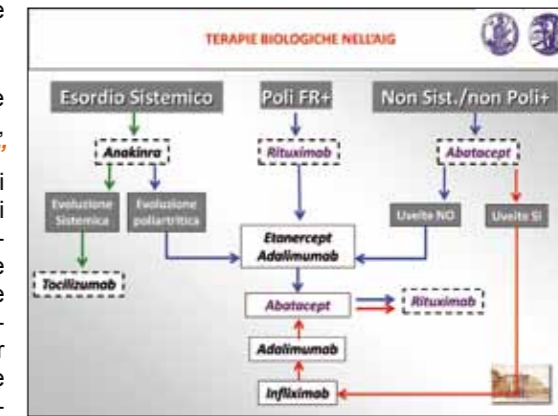 TERAPIE BIOLOGICHE NELL'AIG
Esordio Sistemico
Poli FR+
Non Sist./non Poli+
Anakinra
Rituximab
Abatacept
Evoluzione
Sistemica
Evoluzione
poliartritica
Uveite NO
Uveite SI
Etanercept
Adalimumab
Tocilizumab
Abatacept
Rituximab
Adalimumab
Infliximab